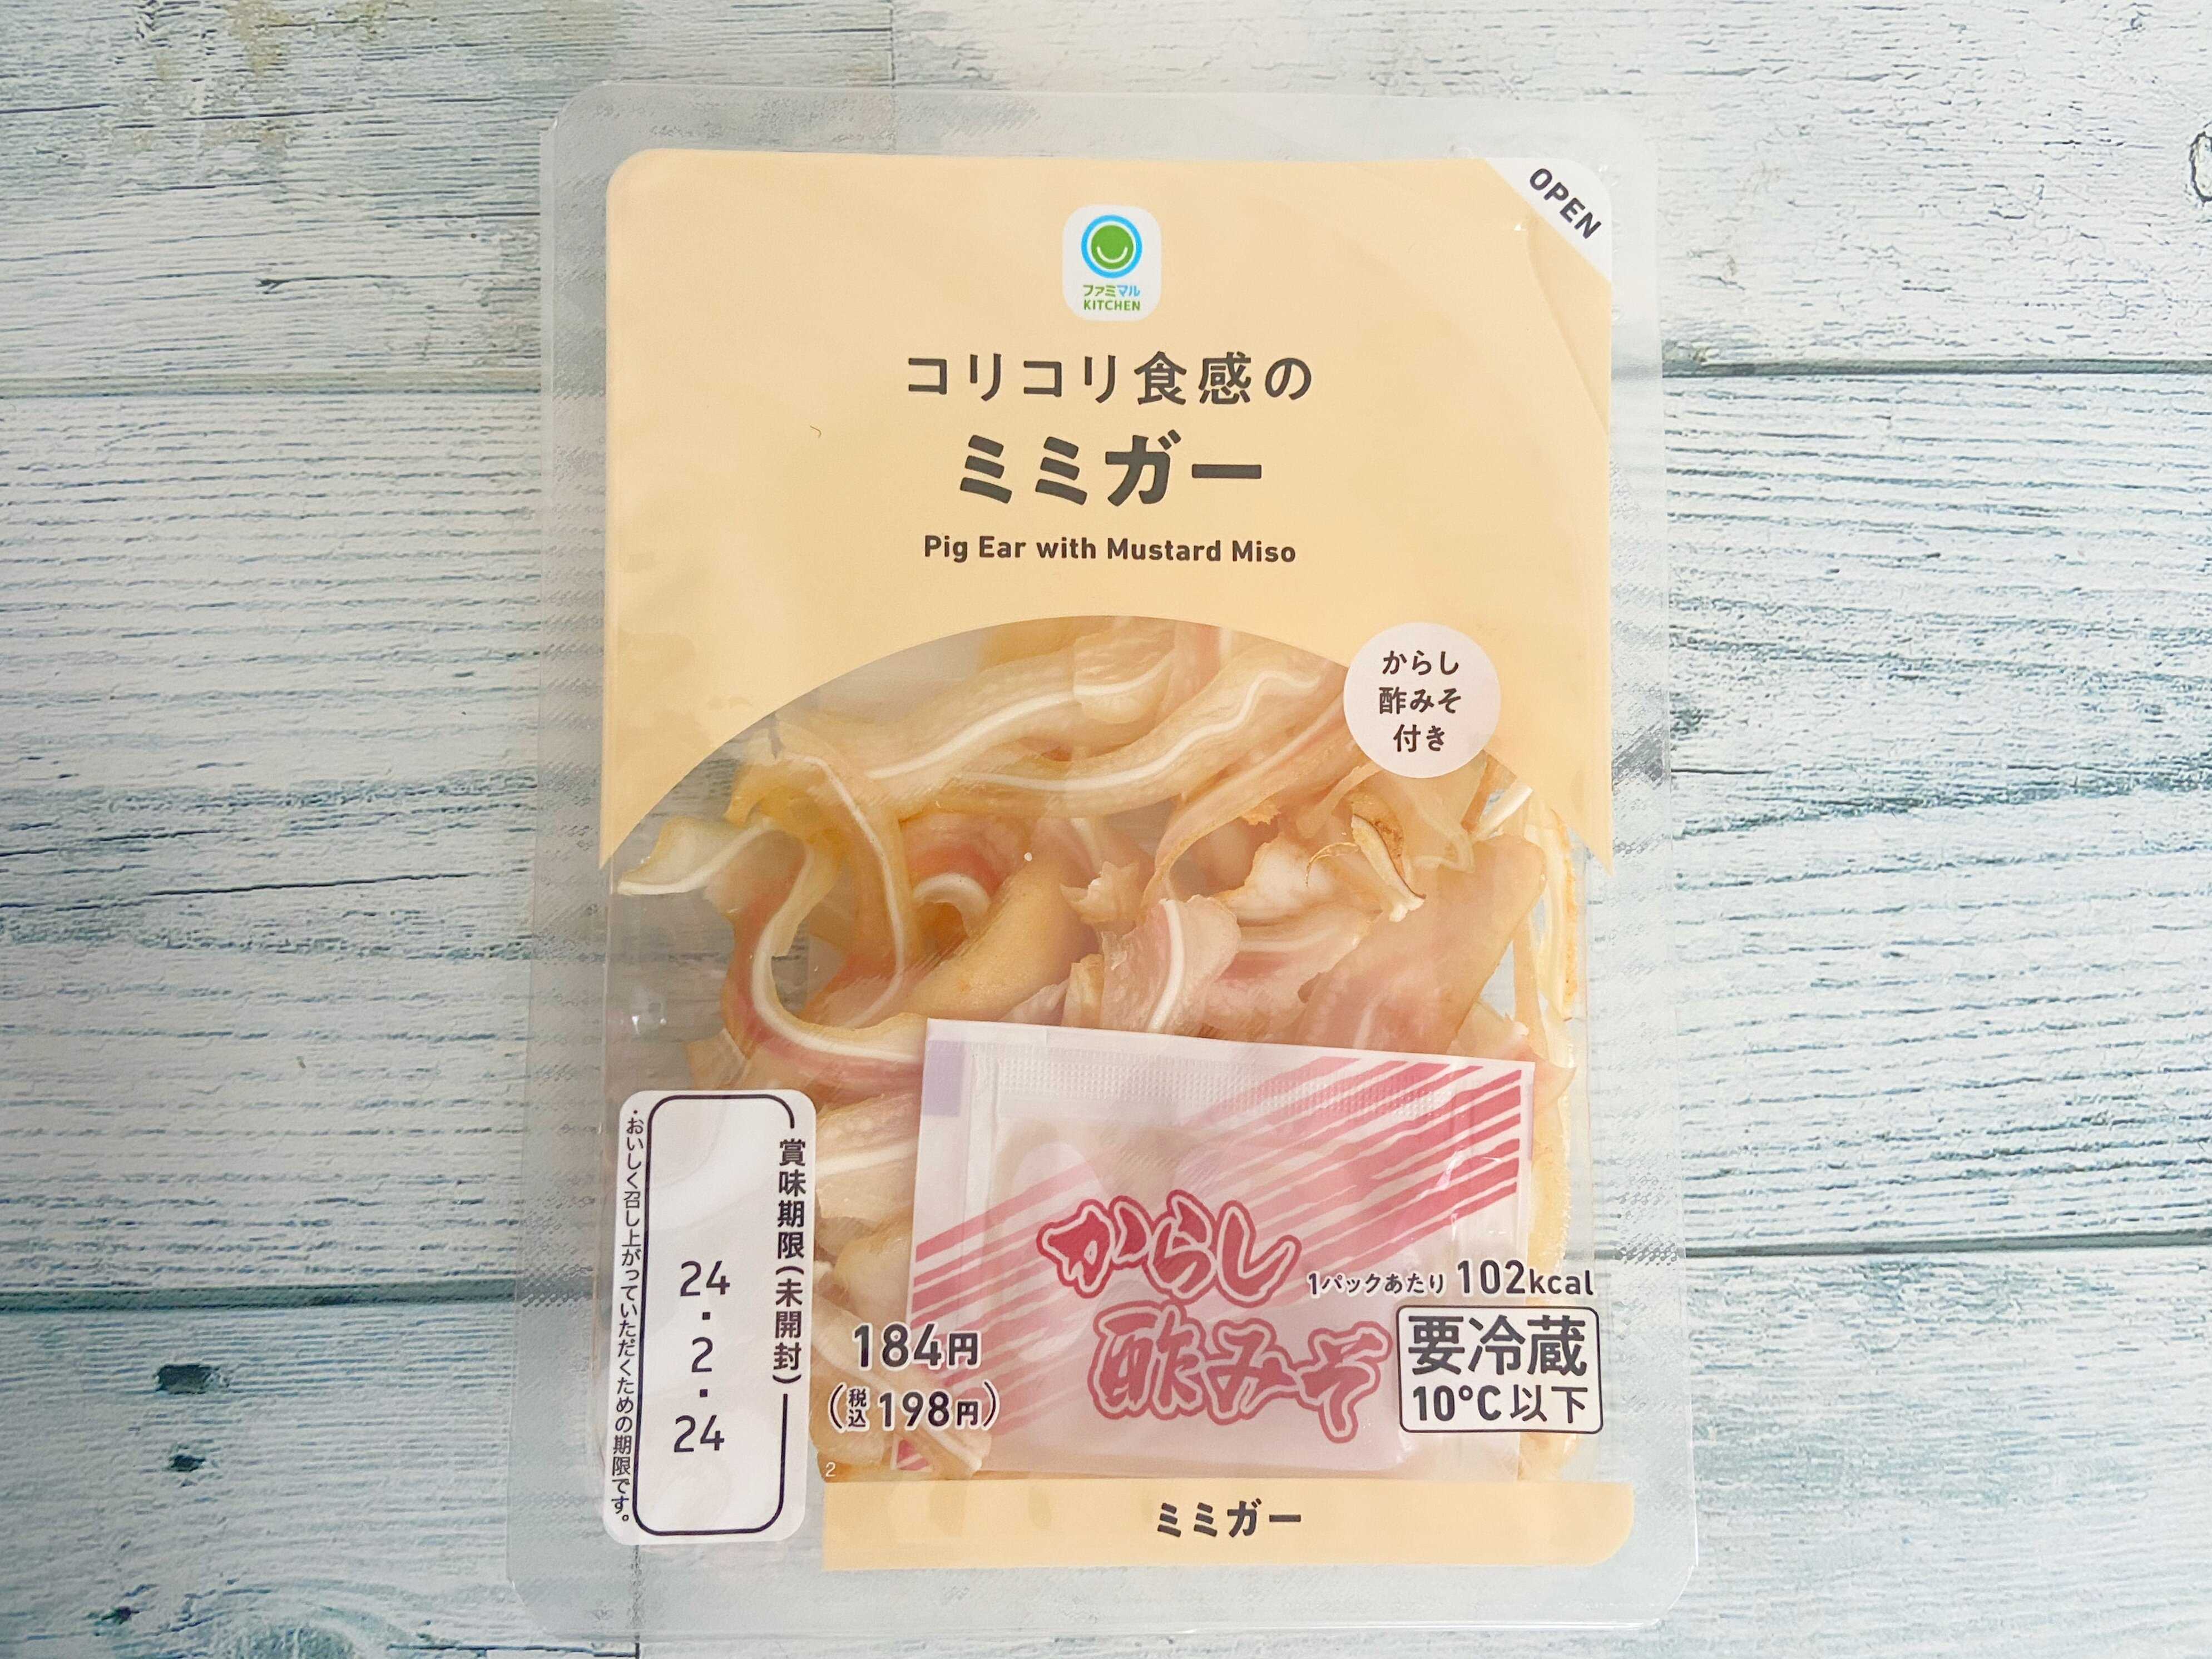 OPEN
ファミマル
KITCHEN
コリコリ食感の
ミミガー
Pig Ear with Mustard Miso
からし
酢みそ
付き
賞味期限(未開封)
24.2.24
・おいしく召し上がっていただくための期限です。
からし
酢みそ
1パックあたり 102kcal
184円
(税込198円)
要冷蔵
10°C以下
2
ミミガー